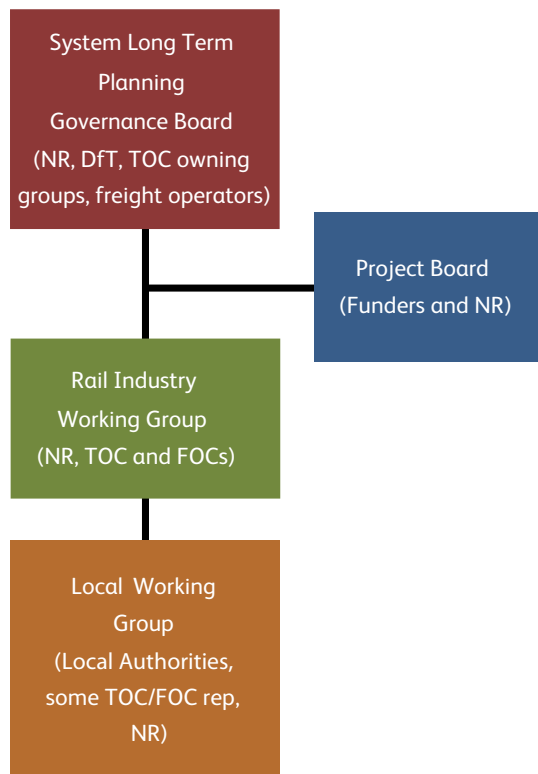 System Long Term
Planning
Governance Board
(NR, DfT, TOC owning
groups, freight operators)
Project Board
(Funders and NR)
Rail Industry
Working Group
(NR, TOC and FOCs)
Local Working
Group
(Local Authorities,
some TOC/FOC rep,
NR)